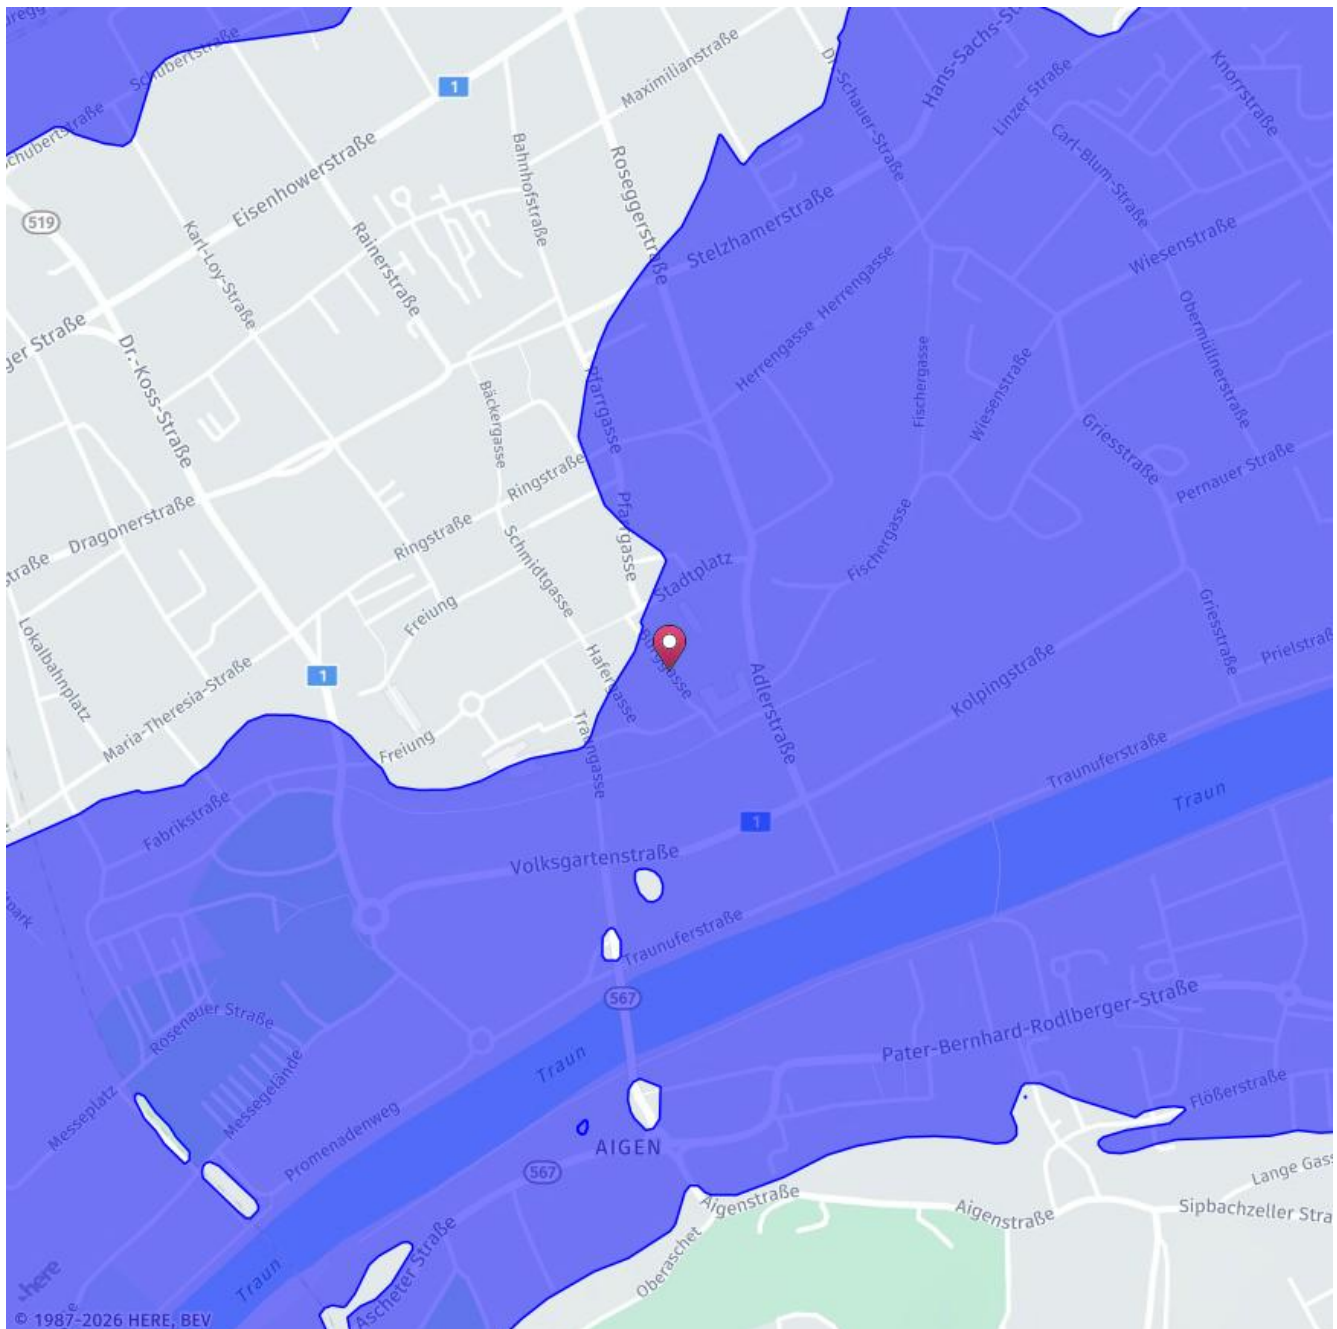 Schubertstraße
Schubertstraße
1
Maximilianstraße
Dr.-Schauer-Straße
Hans-Sachs-St
Linzer Straße
Knorrstraße
Carl-Blum-Straße
Eisenhowerstraße
Bahnhofstraße
Roseggerstraße
519
Karl-Loy-Straße
Rainerstraße
Stelzhamerstraße
Herrengasse
Herrengasse
Wiesenstraße
Obermüllnerstraße
ger Straße
Dr.-Koss-Straße
Pfarrgasse
Fischergasse
Wiesenstraße
Bäckergasse
Griesstraße
Ringstraße
Pernauer Straße
Dragonerstraße
straße
Ringstraße
Pfarrgasse
Schmidtgasse
Stadtplatz
Fischergasse
Freiung
Lokalbahnplatz
Burggasse
Hafergasse
Griesstraße
Prielstraße
1
Maria-Theresia-Straße
Adlerstraße
Kolpingstraße
Freiung
Traungasse
Traunuferstraße
Traun
Fabrikstraße
Volksgartenstraße
1
park
Traunuferstraße
567
Rosenauer Straße
Pater-Bernhard-Rodlberger-Straße
Traun
Messegelände
Messeplatz
Promenadenweg
Flößerstraße
AIGEN
567
Lange Gass
Aigenstraße
Aigenstraße
Sipbachzeller Stra
Oberaschet
here
Traun
Ascheter Straße
© 1987-2026 HERE, BEV